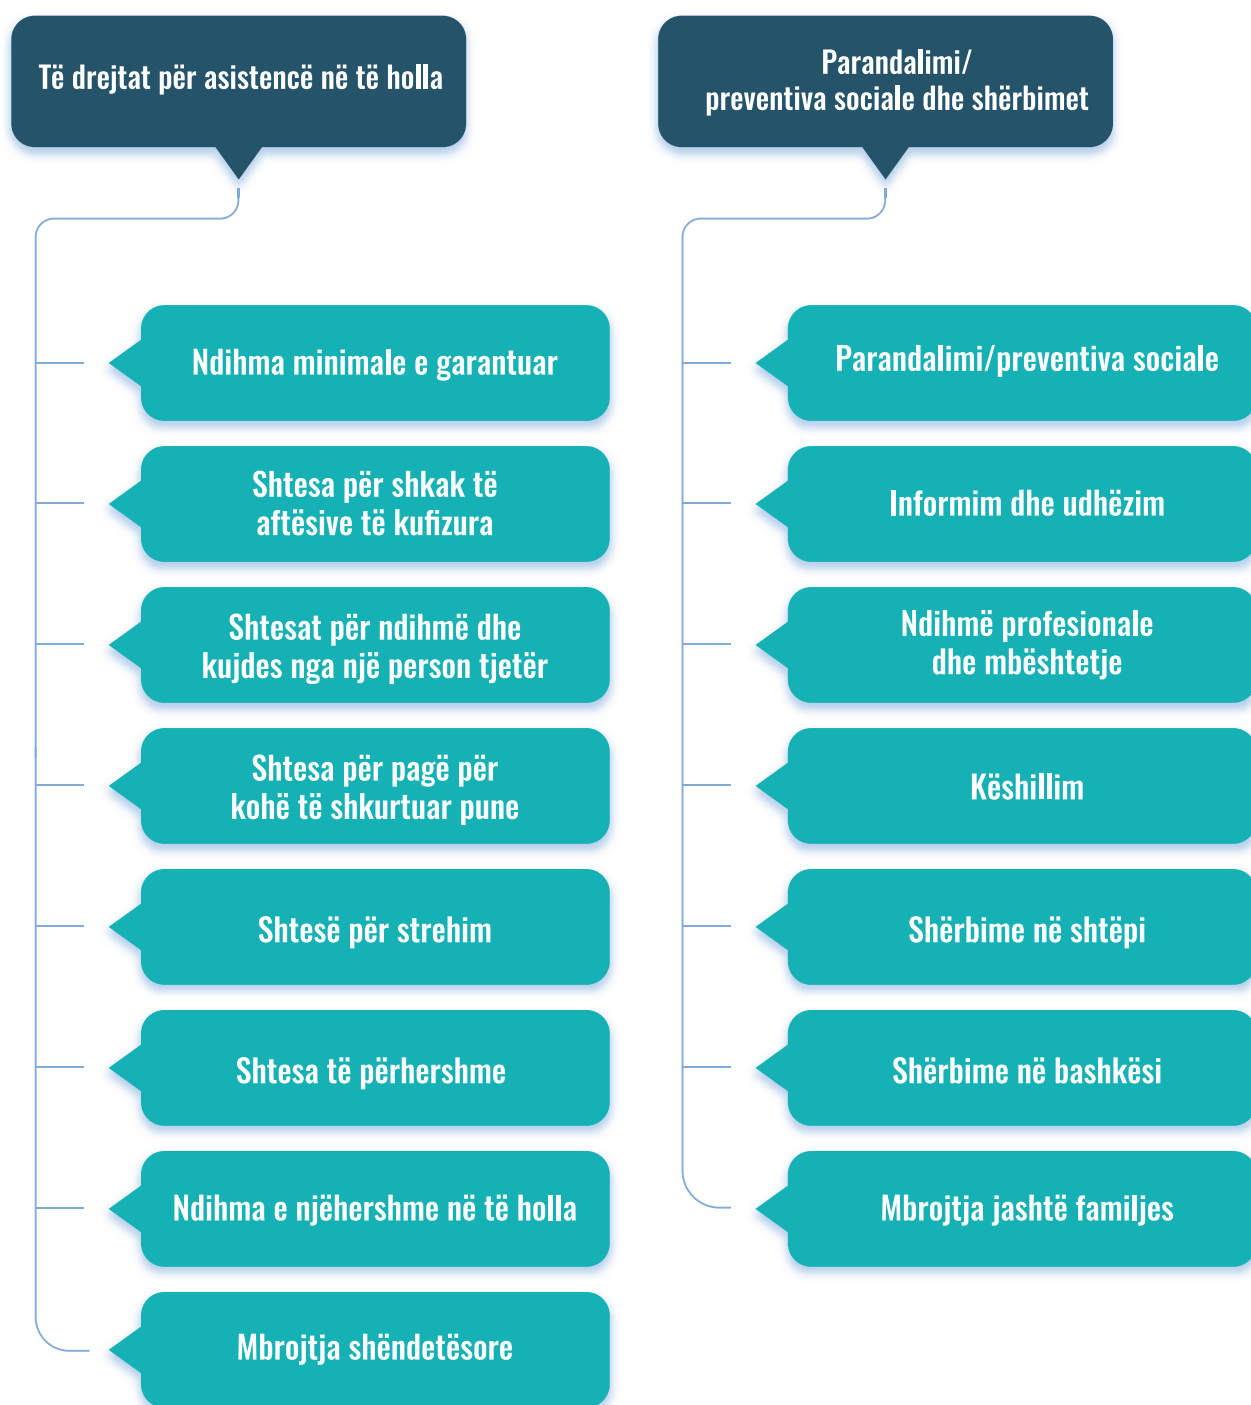 Të drejtat për asistencë në të holla
Ndihma minimale e garantuar
Shtesa për shkak të
aftësive të kufizura
Shtesat për ndihmë dhe
kujdes nga një person tjetër
Shtesa për pagë për
kohë të shkurtuar pune
Shtesë për strehim
Shtesa të përhershme
Ndihma e njëhershme në të holla
Mbrojtja shëndetësore
Parandalimi/
preventiva sociale dhe shërbimet
Parandalimi/preventiva sociale
Informim dhe udhëzim
Ndihmë profesionale
dhe mbështetje
Këshillim
Shërbime në shtëpi
Shërbime në bashkësi
Mbrojtja jashtë familjes